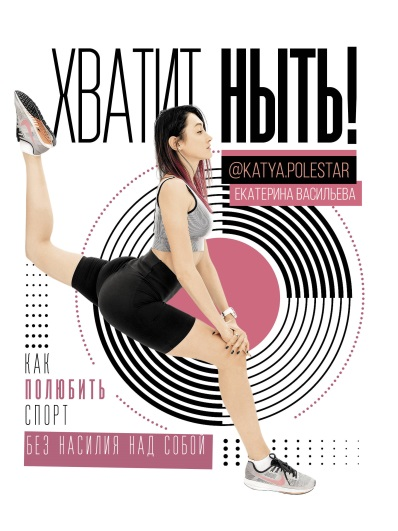 ХВАТИТ НЫТЬ!
@KATYA.POLESTAR
ЕКАТЕРИНА ВАСИЛЬЕВА
КАК
ПОЛЮБИТЬ
СПОРТ
БЕЗ НАСИЛИЯ НАД СОБОЙ